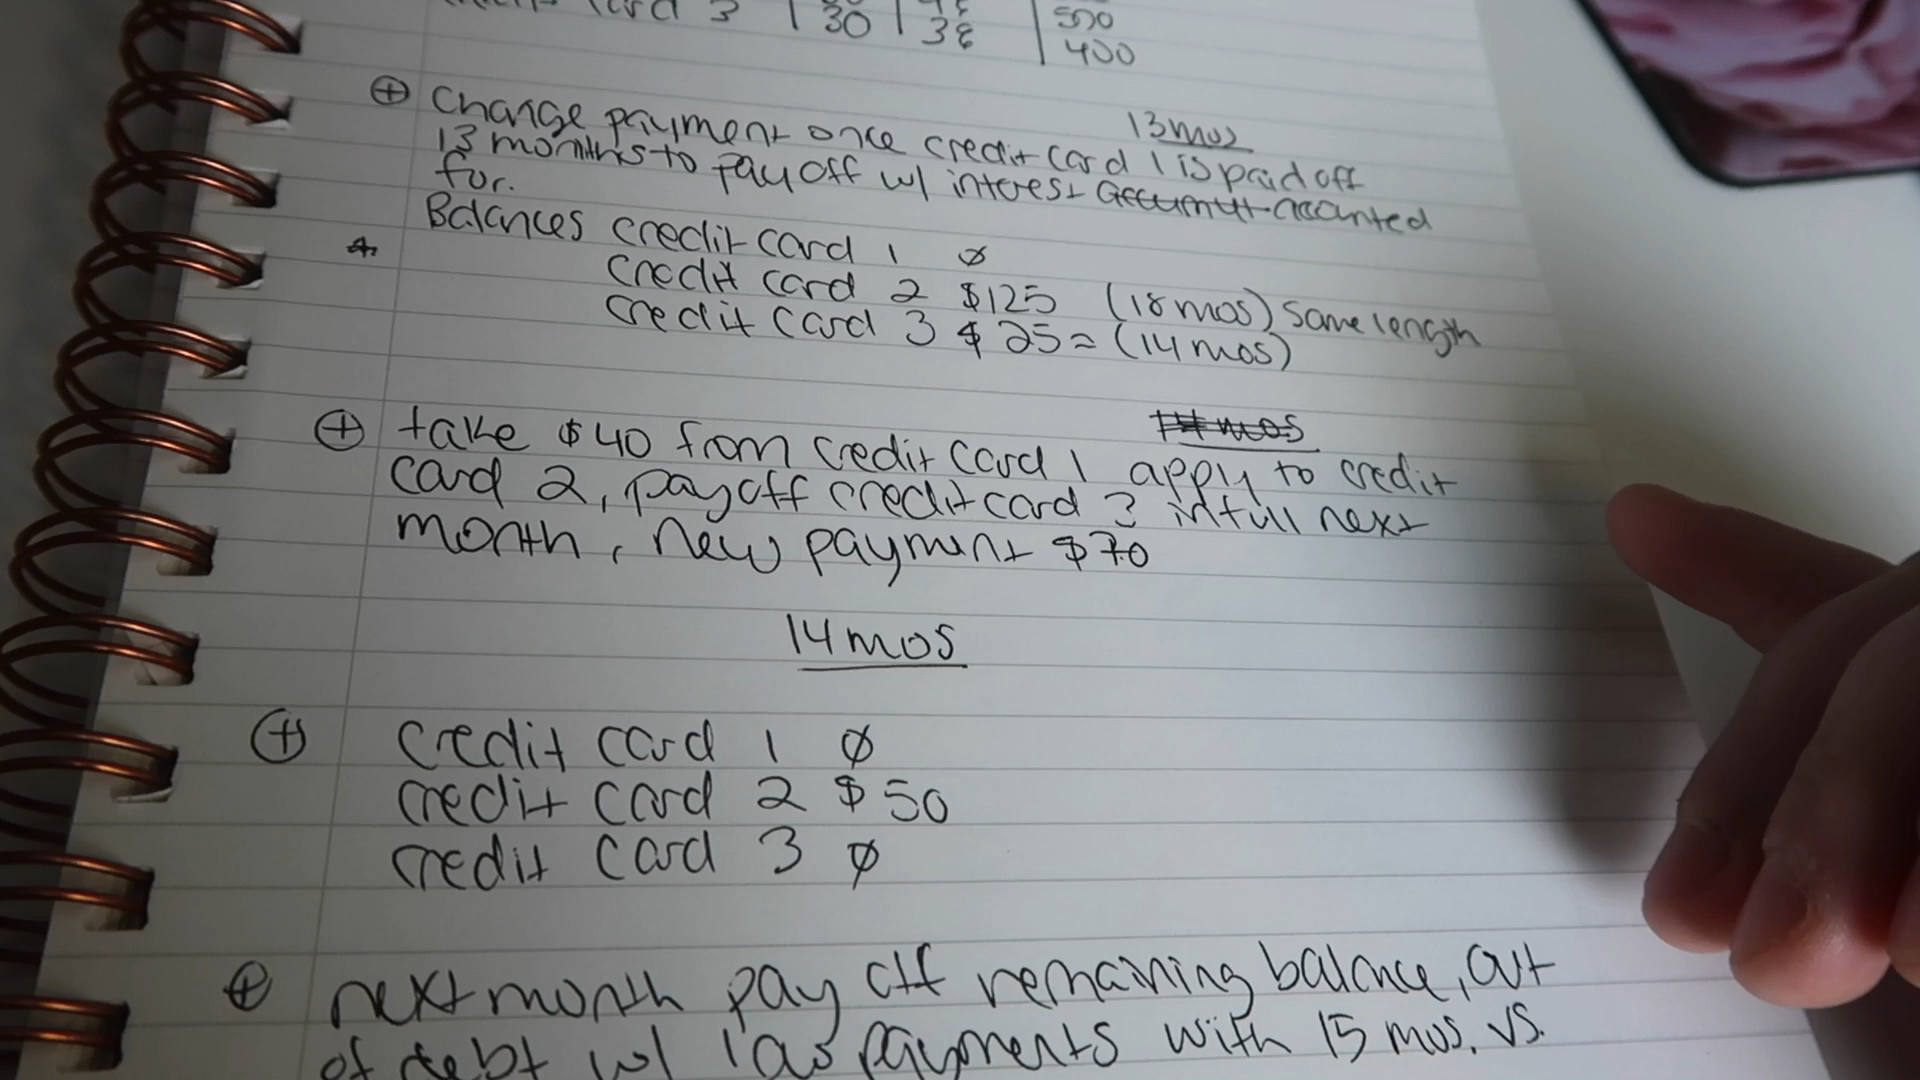 card 3 | 30 | 38 | 500
400
⊕ change payment once credit card 1 is paid off
13 mos
13 months to pay off w/ interest accounted
for.
Balances credit card 1 ∅
credit card 2 $125 (18 mos) same length
credit card 3 $25 = (14 mos)
⊕ take $40 from credit card 1 apply to credit
card 2, payoff credit card 3 in full next
month, new payment $70
14 mos
⊕ credit card 1 ∅
credit card 2 $50
credit card 3 ∅
⊕ next month pay off remaining balance, out
of debt w/ low payments with 15 mos. vs.